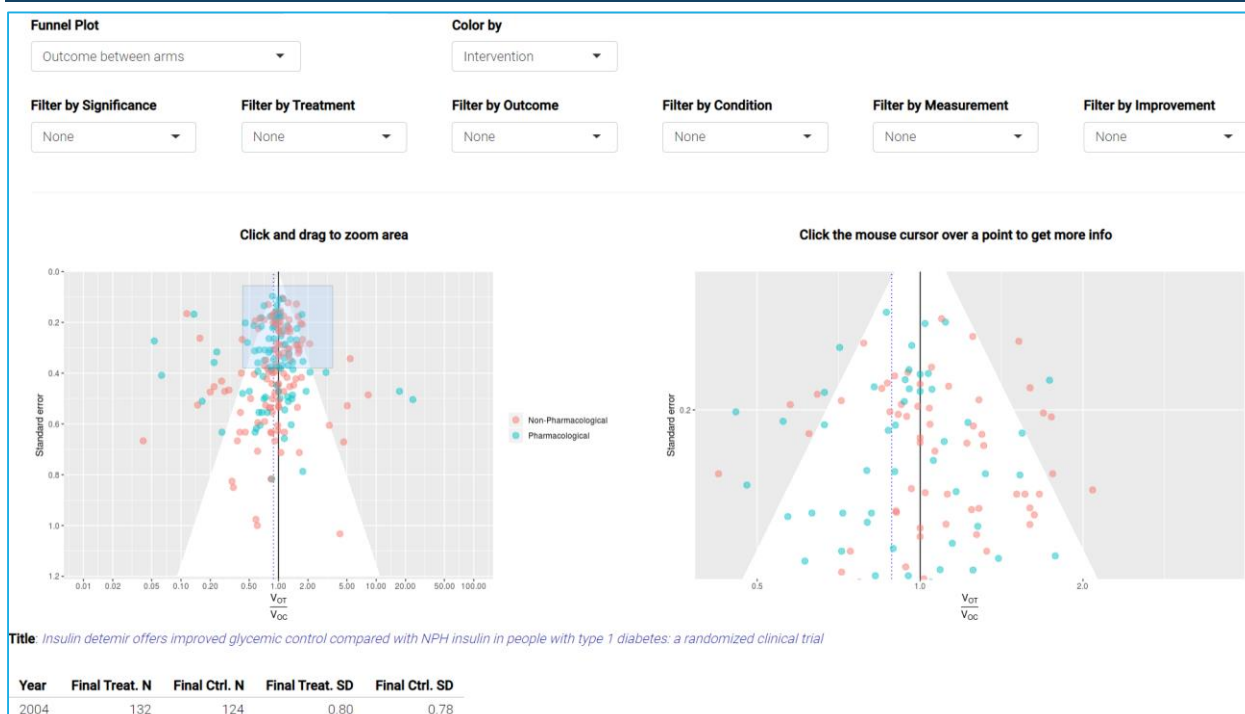 Funnel Plot Color by
Outcome between arms Intervention
Filter by Significance Filter by Treatment Filter by Outcome Filter by Condition Filter by Measurement Filter by Improvement
None None None None None None
Click and drag to zoom area Click the mouse cursor over a point to get more info
0.0
0.2
0.4
0.6
0.8
1.0
1.2
Standard error
0.01 0.02 0.05 0.10 0.20 0.50 1.00 2.00 5.00 10.00 20.00 50.00 100.00
V_OT
V_OC
Non-Pharmacological
Pharmacological
0.2
Standard error
0.5 1.0 2.0
V_OT
V_OC
Title: Insulin detemir offers improved glycemic control compared with NPH insulin in people with type 1 diabetes: a randomized clinical trial
Year Final Treat. N Final Ctrl. N Final Treat. SD Final Ctrl. SD
2004 132 124 0.80 0.78